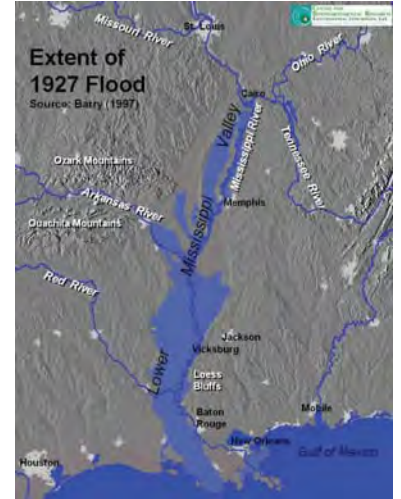 Missouri River
St. Louis
Ohio River
Extent of
1927 Flood
Source: Barry (1997)
Cairo
Valley
Mississippi River
Tennessee River
Ozark Mountains
Arkansas River
Memphis
Ouachita Mountains
Mississippi
Red River
Jackson
Vicksburg
Lower
Loess
Bluffs
Baton
Rouge
Mobile
New Orleans
Gulf of Mexico
Houston